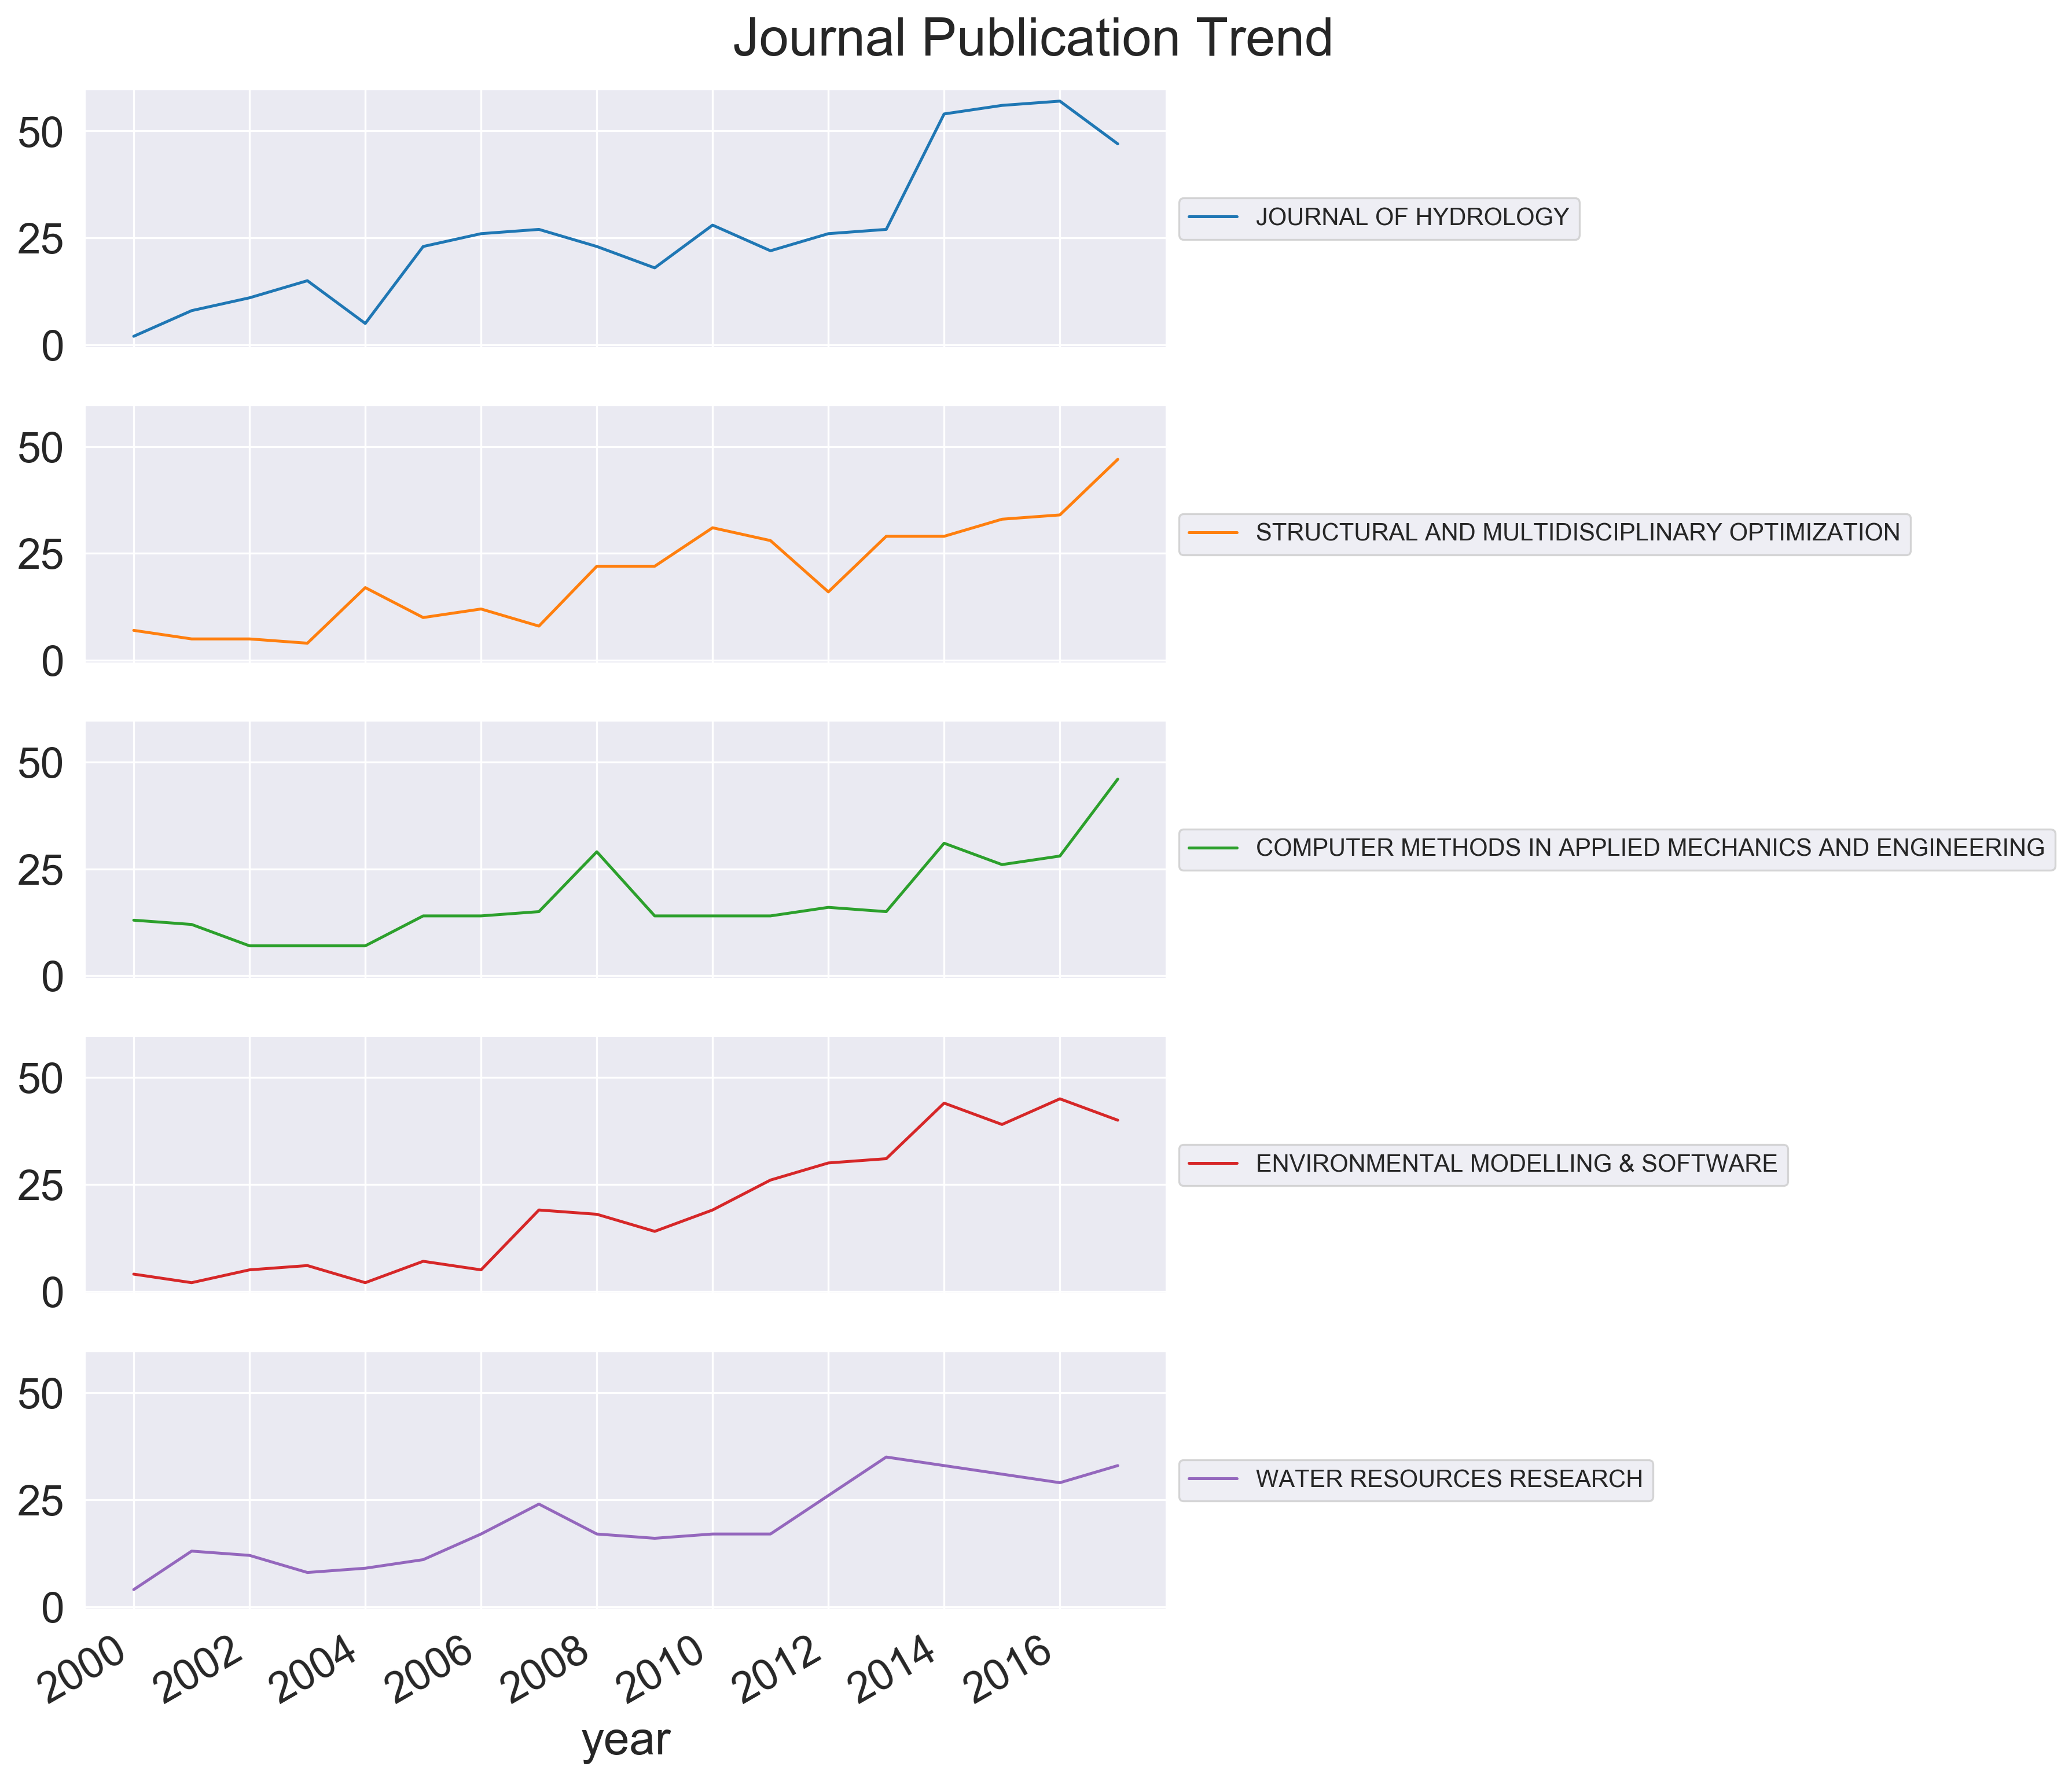 Journal Publication Trend
50
25
0
JOURNAL OF HYDROLOGY
50
25
0
STRUCTURAL AND MULTIDISCIPLINARY OPTIMIZATION
50
25
0
COMPUTER METHODS IN APPLIED MECHANICS AND ENGINEERING
50
25
0
ENVIRONMENTAL MODELLING & SOFTWARE
50
25
0
WATER RESOURCES RESEARCH
2000 2002 2004 2006 2008 2010 2012 2014 2016
year